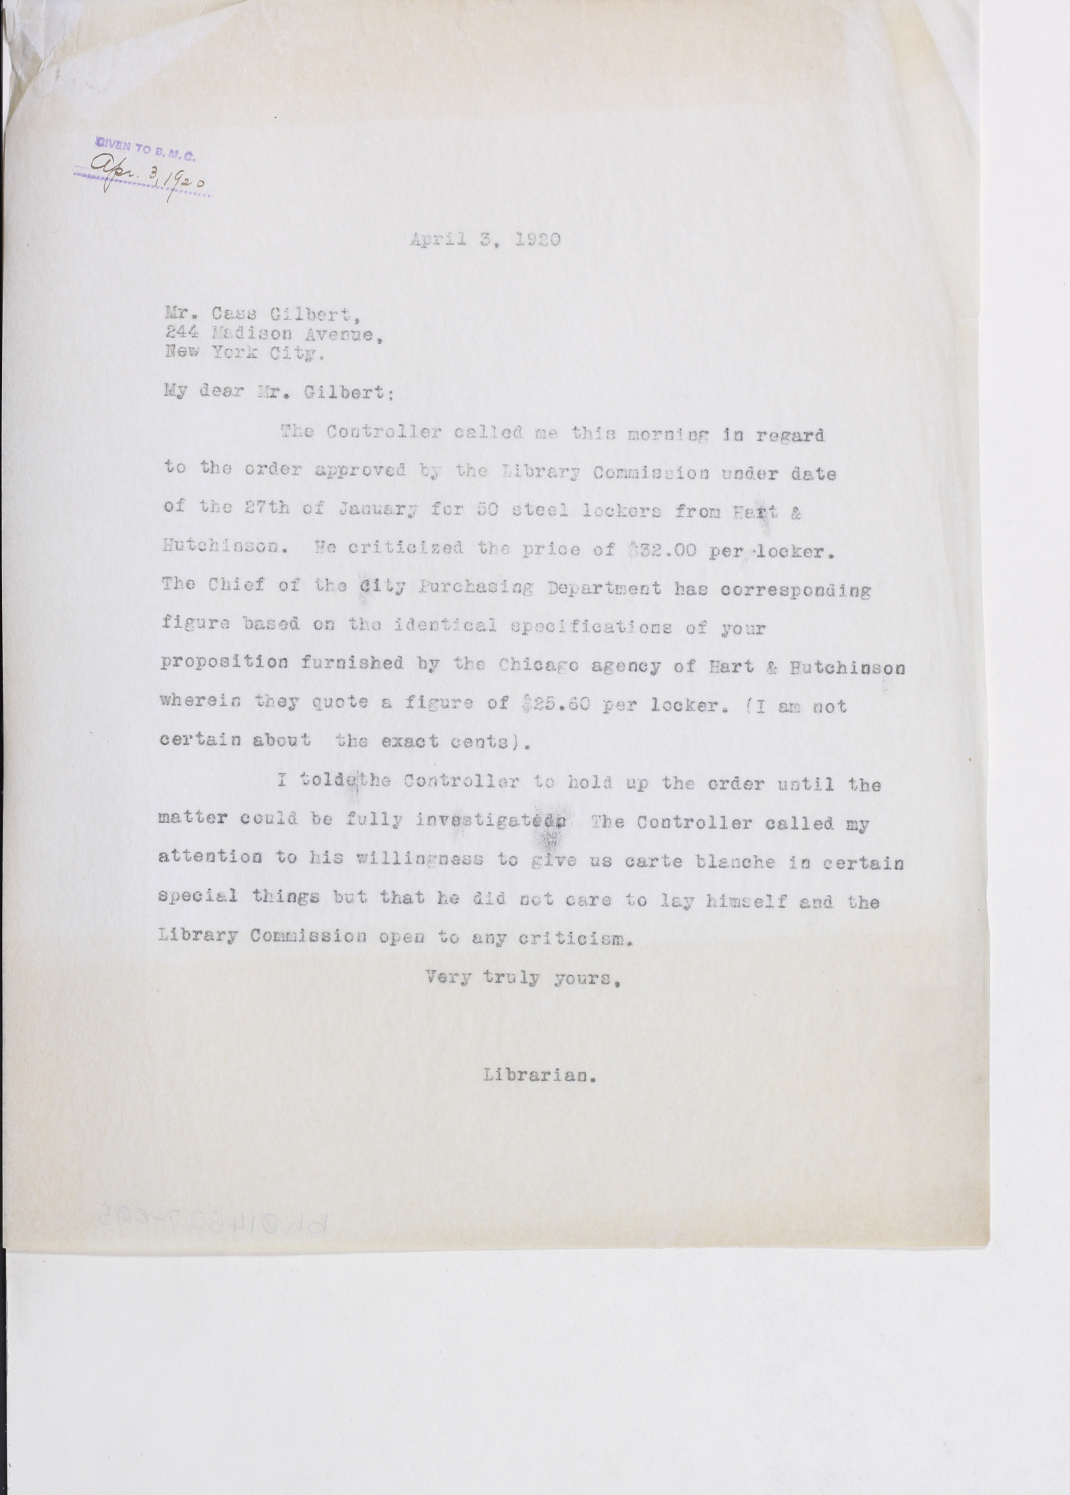 GIVEN TO B. M. C.
Apr. 3, 1920
April 3, 1920
Mr. Cass Gilbert,
244 Madison Avenue,
New York City.
My dear Mr. Gilbert:
The Controller called me this morning in regard
to the order approved by the Library Commission under date
of the 27th of January for 50 steel lockers from Hart &
Hutchinson. He criticized the price of $32.00 per locker.
The Chief of the City Purchasing Department has corresponding
figure based on the identical specifications of your
proposition furnished by the Chicago agency of Hart & Hutchinson
wherein they quote a figure of $25.60 per locker. (I am not
certain about the exact cents).
I told the Controller to hold up the order until the
matter could be fully investigated. The Controller called my
attention to his willingness to give us carte blanche in certain
special things but that he did not care to lay himself and the
Library Commission open to any criticism.
Very truly yours,
Librarian.